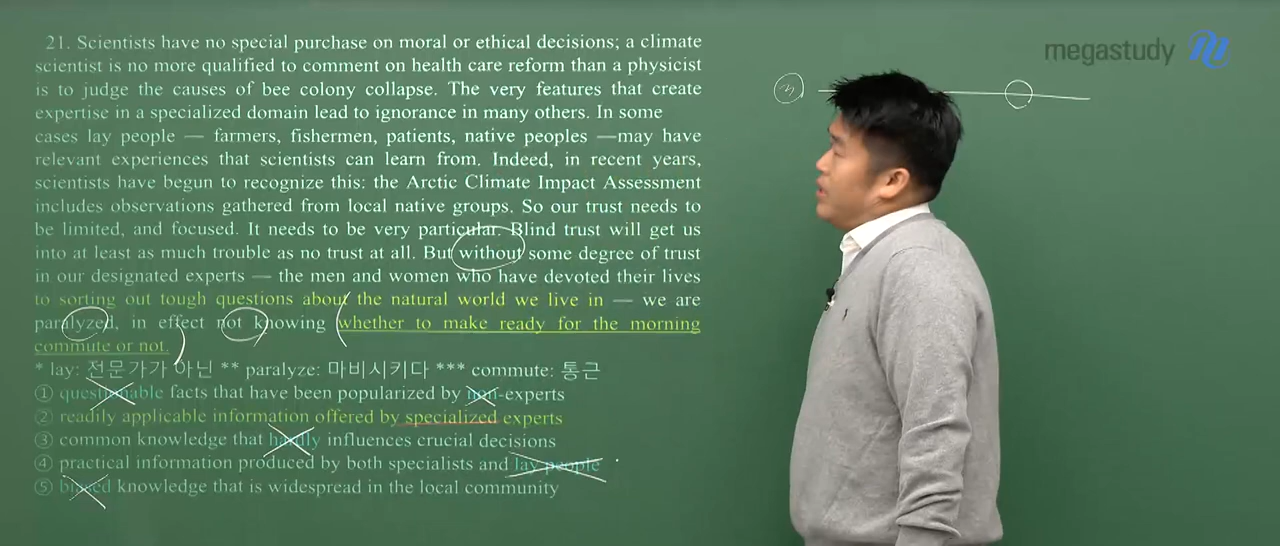 megastudy
21. Scientists have no special purchase on moral or ethical decisions; a climate
scientist is no more qualified to comment on health care reform than a physicist
is to judge the causes of bee colony collapse. The very features that create
expertise in a specialized domain lead to ignorance in many others. In some
cases lay people — farmers, fishermen, patients, native peoples —may have
relevant experiences that scientists can learn from. Indeed, in recent years,
scientists have begun to recognize this: the Arctic Climate Impact Assessment
includes observations gathered from local native groups. So our trust needs to
be limited, and focused. It needs to be very particular. Blind trust will get us
into at least as much trouble as no trust at all. But without some degree of trust
in our designated experts — the men and women who have devoted their lives
to sorting out tough questions about the natural world we live in — we are
paralyzed, in effect not knowing whether to make ready for the morning
commute or not.
* lay: 전문가가 아닌 ** paralyze: 마비시키다 *** commute: 통근
① questionable facts that have been popularized by non-experts
② readily applicable information offered by specialized experts
③ common knowledge that hardly influences crucial decisions
④ practical information produced by both specialists and lay people
⑤ biased knowledge that is widespread in the local community